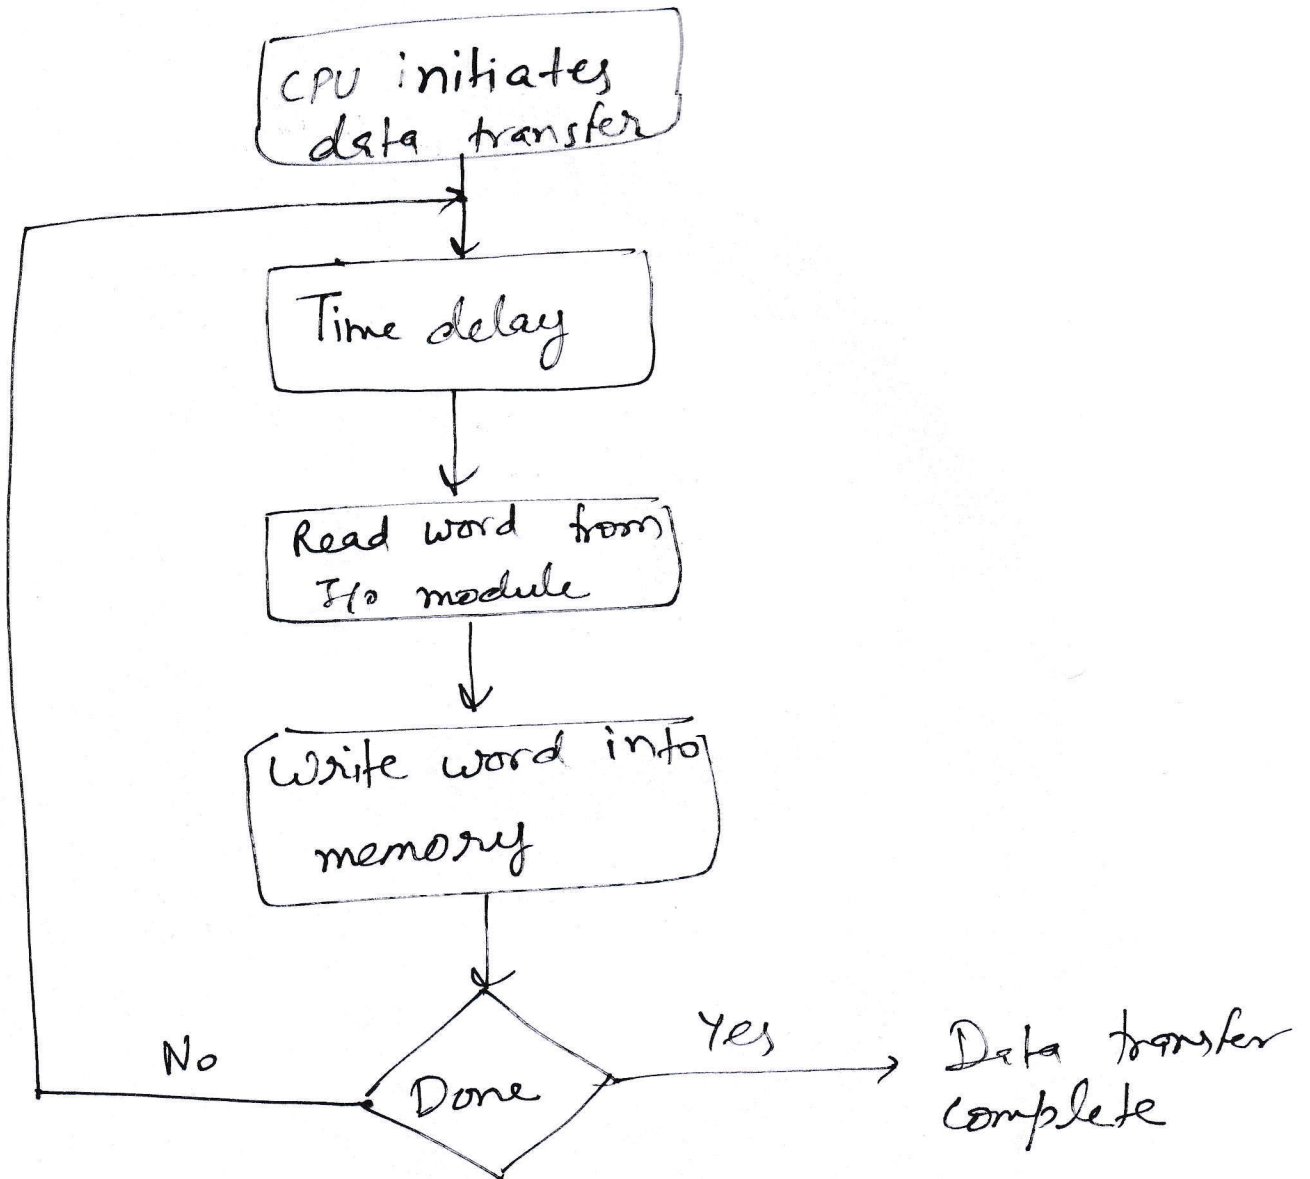 CPU initiates
data transfer
Time delay
Read word from
I/o module
Write word into
memory
Done
No
Yes
Data transfer
complete